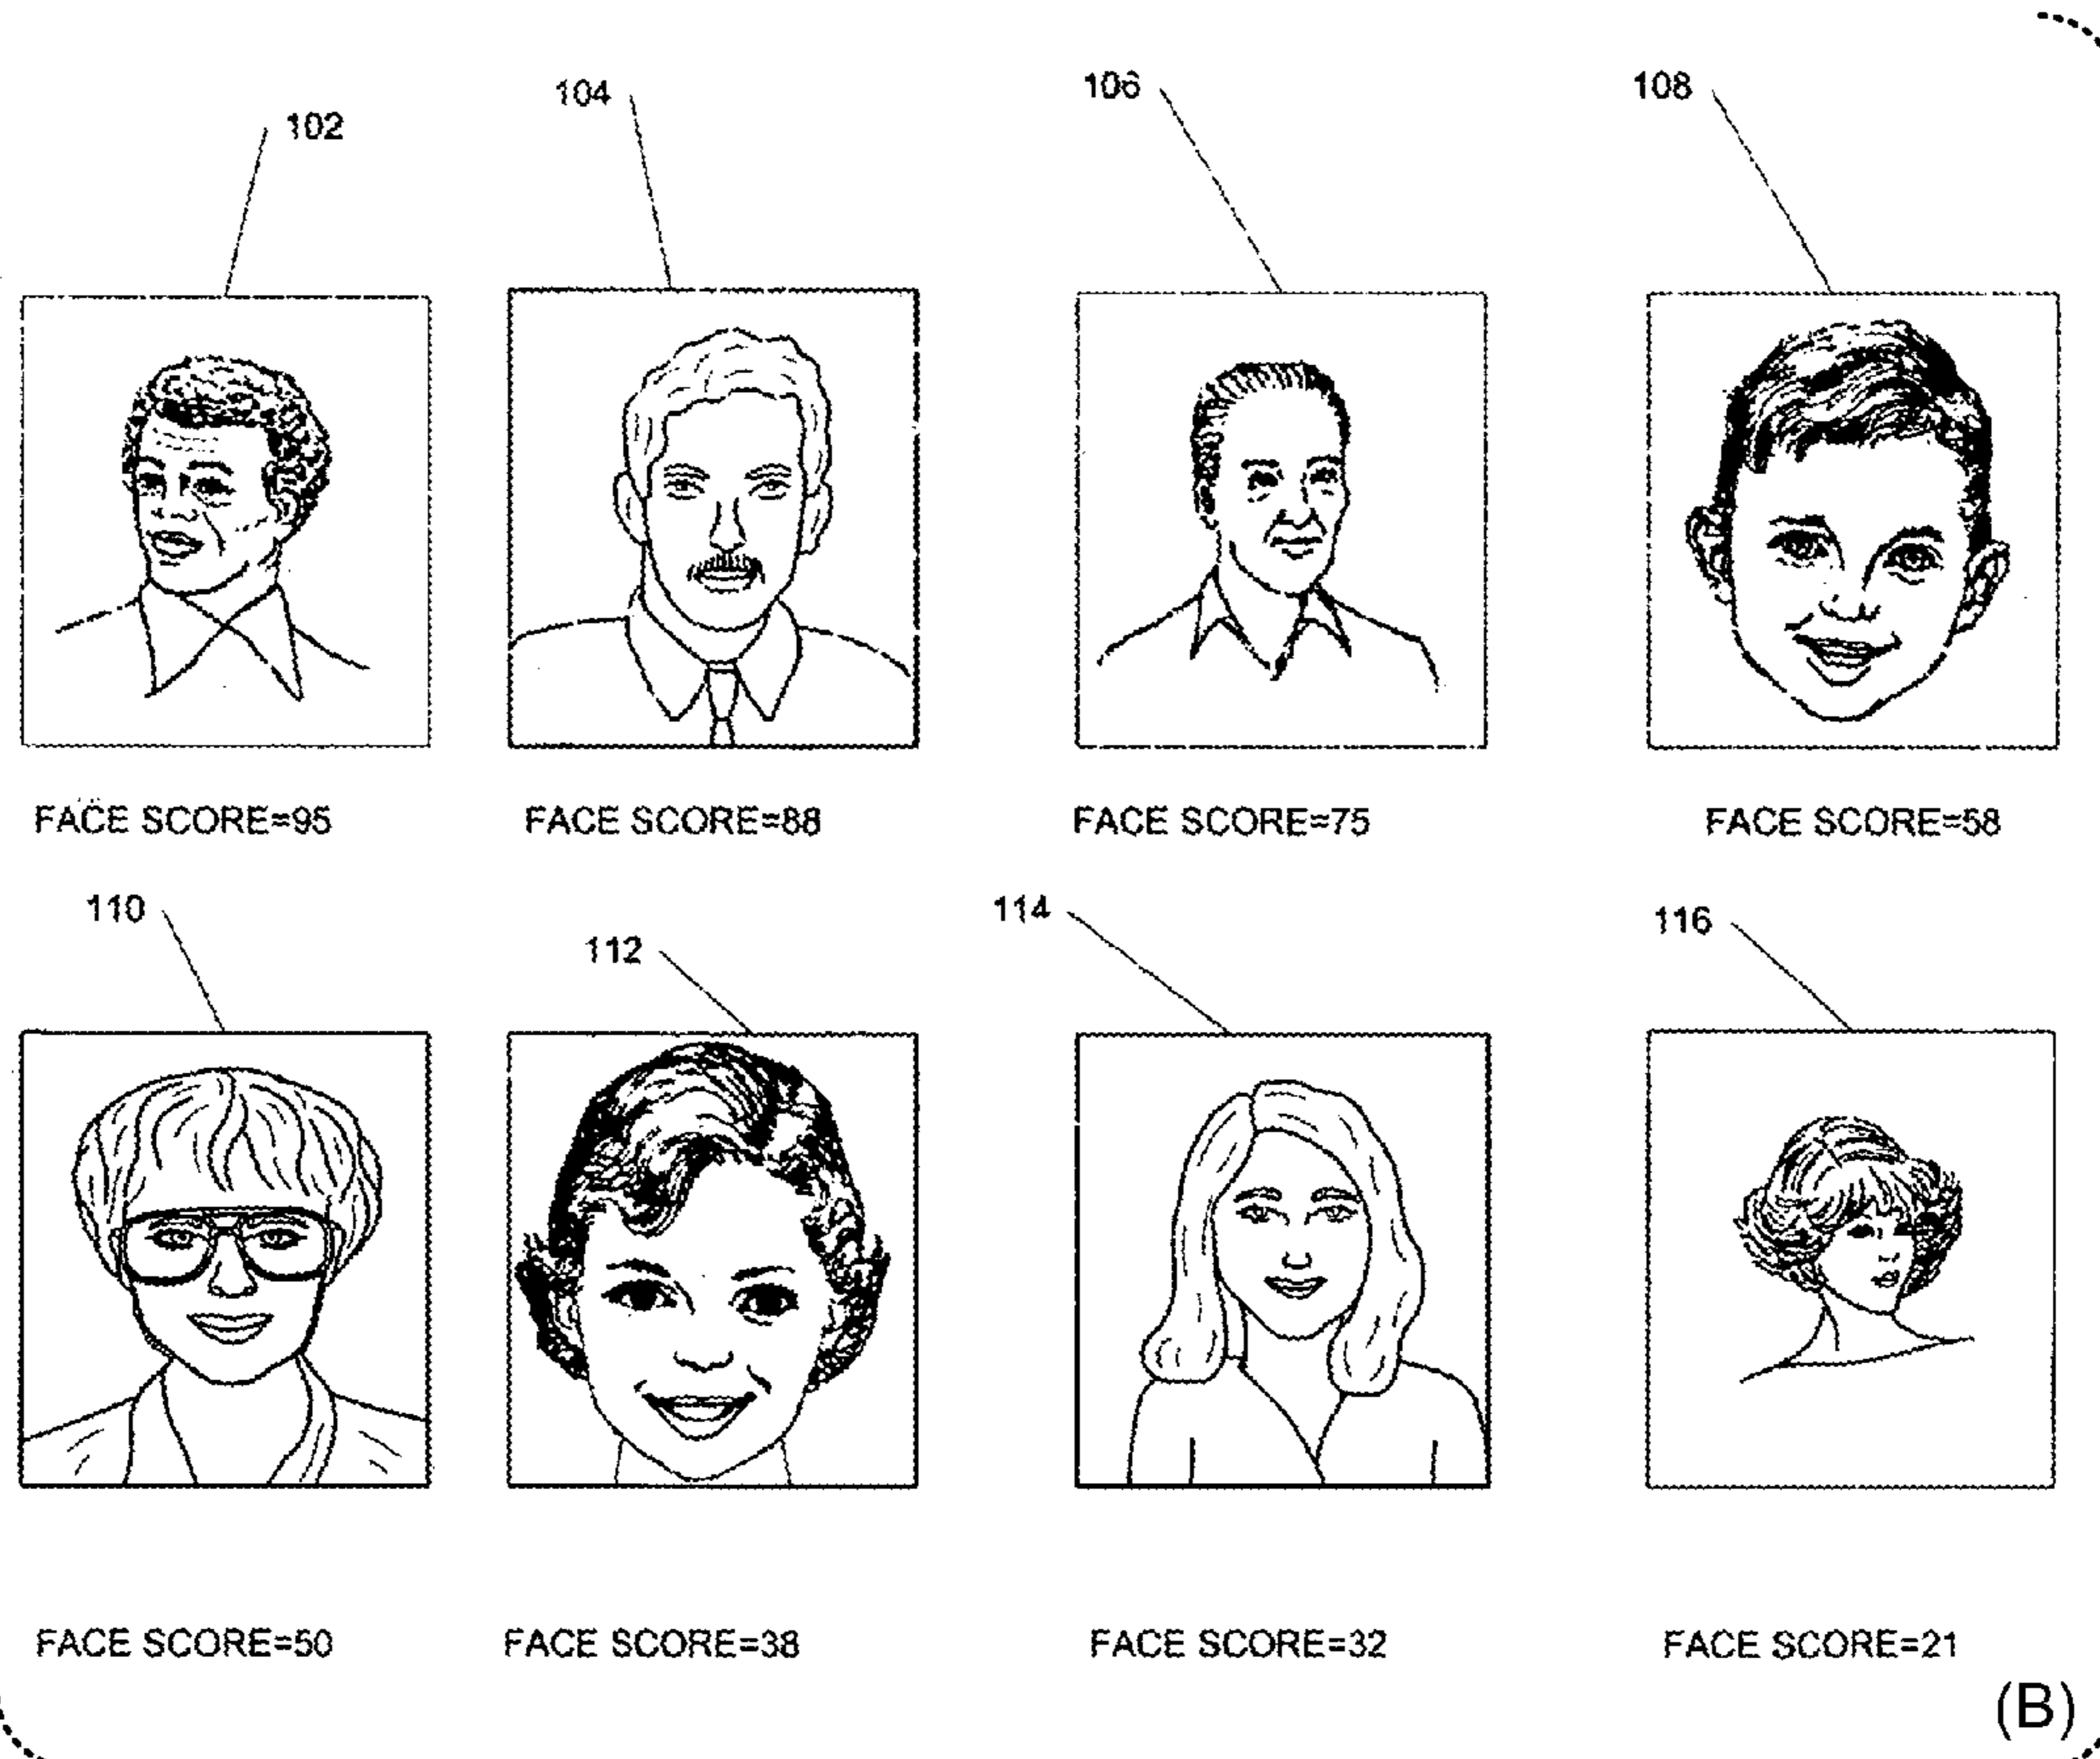 102
104
106
108
FACE SCORE=95
FACE SCORE=88
FACE SCORE=75
FACE SCORE=58
110
112
114
116
FACE SCORE=50
FACE SCORE=38
FACE SCORE=32
FACE SCORE=21
(B)